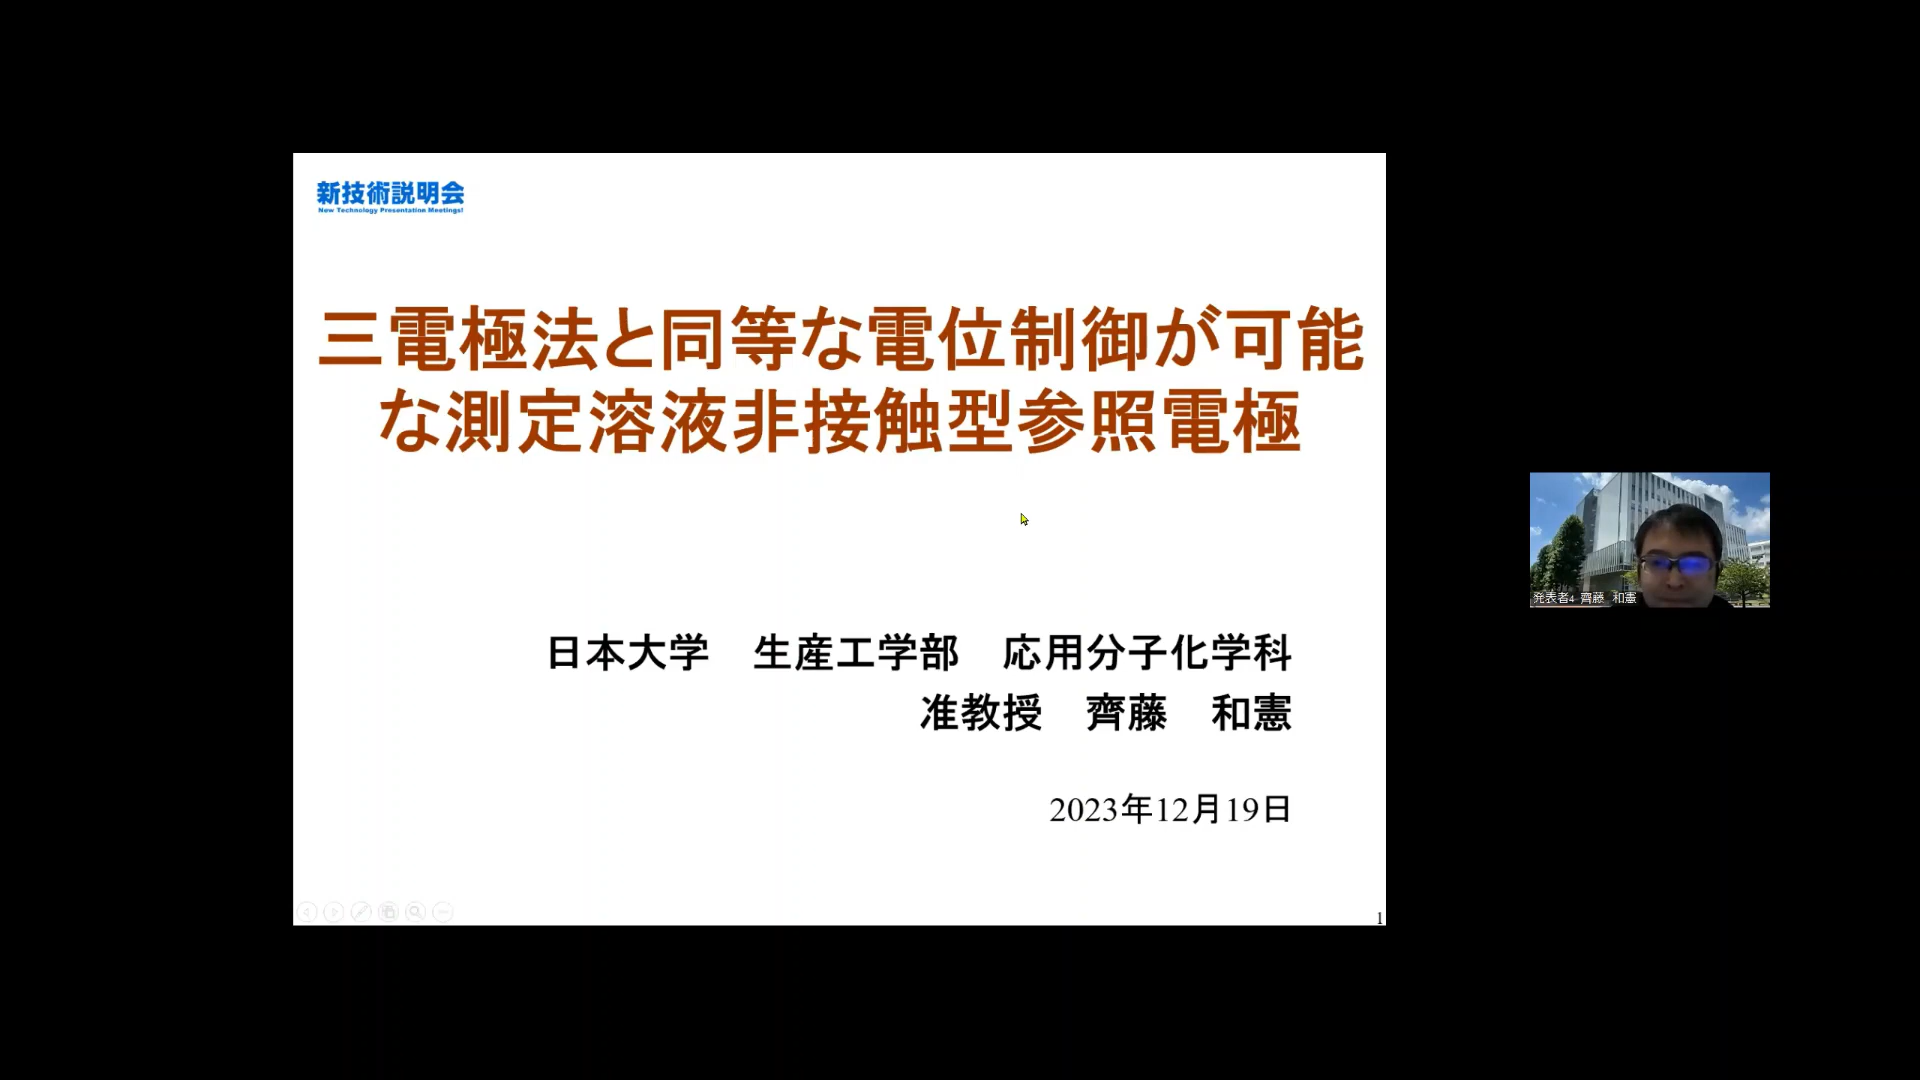 新技術説明会
New Technology Presentation Meetings!
三電極法と同等な電位制御が可能
な測定溶液非接触型参照電極
日本大学　生産工学部　応用分子化学科
准教授　齊藤　和憲
2023年12月19日
1
発表者4 齊藤 和憲